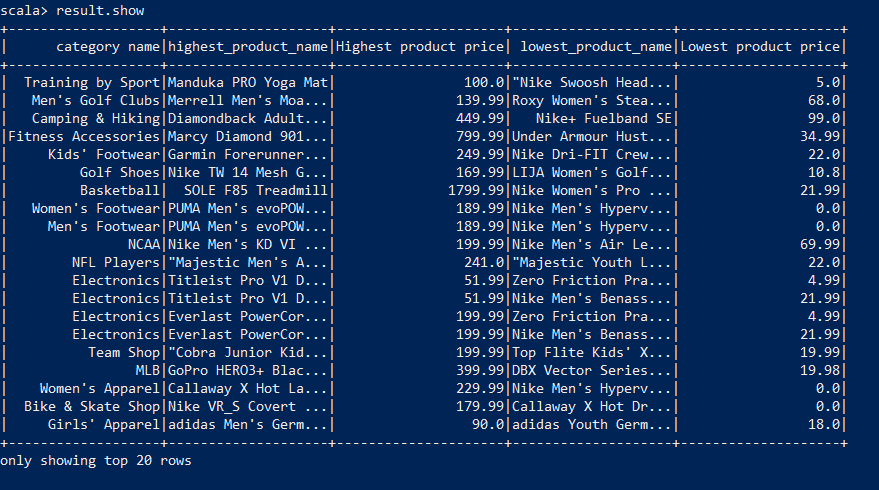 scala> result.show
+-------------------+--------------------+---------------------+--------------------+--------------------+
|      category name|highest_product_name|Highest product price| lowest_product_name|Lowest product price|
+-------------------+--------------------+---------------------+--------------------+--------------------+
|  Training by Sport|Manduka PRO Yoga Mat|                100.0|"Nike Swoosh Head...|                 5.0|
|   Men's Golf Clubs|Merrell Men's Moa...|               139.99|Roxy Women's Stea...|                68.0|
|   Camping & Hiking|Diamondback Adult...|               449.99|   Nike+ Fuelband SE|                99.0|
|Fitness Accessories|Marcy Diamond 901...|               799.99|Under Armour Hust...|               34.99|
|     Kids' Footwear|Garmin Forerunner...|               249.99|Nike Dri-FIT Crew...|                22.0|
|         Golf Shoes|Nike TW 14 Mesh G...|               169.99|LIJA Women's Golf...|                10.8|
|         Basketball|  SOLE F85 Treadmill|              1799.99|Nike Women's Pro ...|               21.99|
|   Women's Footwear|PUMA Men's evoPOW...|               189.99|Nike Men's Hyperv...|                 0.0|
|     Men's Footwear|PUMA Men's evoPOW...|               189.99|Nike Men's Hyperv...|                 0.0|
|               NCAA|Nike Men's KD VI ...|               199.99|Nike Men's Air Le...|               69.99|
|        NFL Players|"Majestic Men's A...|                241.0|"Majestic Youth L...|                22.0|
|        Electronics|Titleist Pro V1 D...|                51.99|Zero Friction Pra...|                4.99|
|        Electronics|Titleist Pro V1 D...|                51.99|Nike Men's Benass...|               21.99|
|        Electronics|Everlast PowerCor...|               199.99|Zero Friction Pra...|                4.99|
|        Electronics|Everlast PowerCor...|               199.99|Nike Men's Benass...|               21.99|
|          Team Shop|"Cobra Junior Kid...|               199.99|Top Flite Kids' X...|               19.99|
|                MLB|GoPro HERO3+ Blac...|               399.99|DBX Vector Series...|               19.98|
|    Women's Apparel|Callaway X Hot La...|               229.99|Nike Men's Hyperv...|                 0.0|
|  Bike & Skate Shop|Nike VR_S Covert ...|               179.99|Callaway X Hot Dr...|                 0.0|
|     Girls' Apparel|adidas Men's Germ...|                 90.0|adidas Youth Germ...|                18.0|
+-------------------+--------------------+---------------------+--------------------+--------------------+
only showing top 20 rows